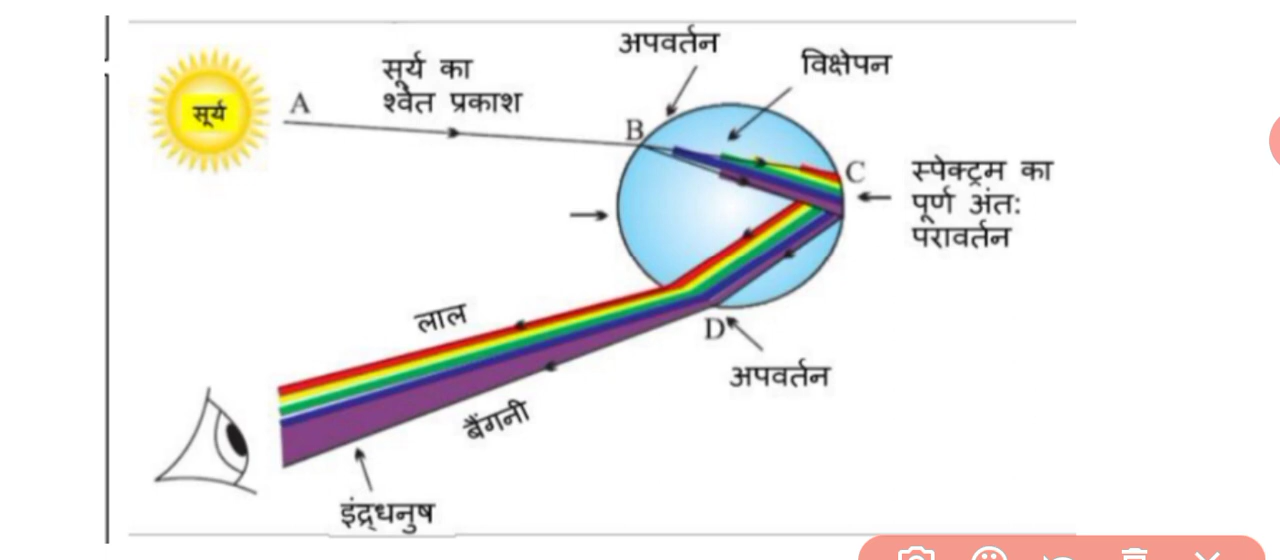 अपवर्तन
विक्षेपन
सूर्य का
श्वेत प्रकाश
सूर्य
A
B
C
स्पेक्ट्रम का
पूर्ण अंतः
परावर्तन
लाल
D
अपवर्तन
बैंगनी
इंद्रधनुष